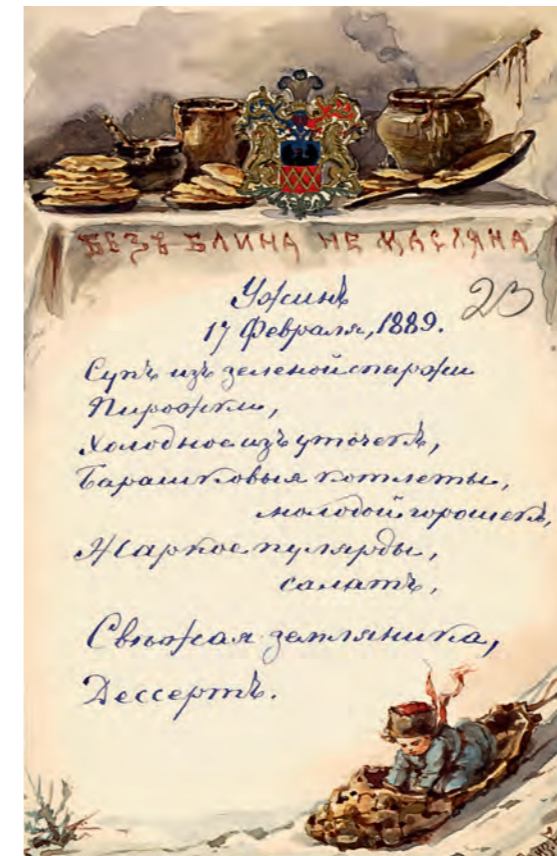 БЕЗЪ БЛИНА НЕ МАСЛЯНА
23
Ужинъ
17 Февраля, 1889.
Супъ изъ зеленой спаржи
Пирожки,
Холодное изъ уточекъ,
Барашковыя котлеты,
молодой горошекъ,
Жаркое пулярды,
салатъ,
Свѣжая земляника,
Дессертъ.